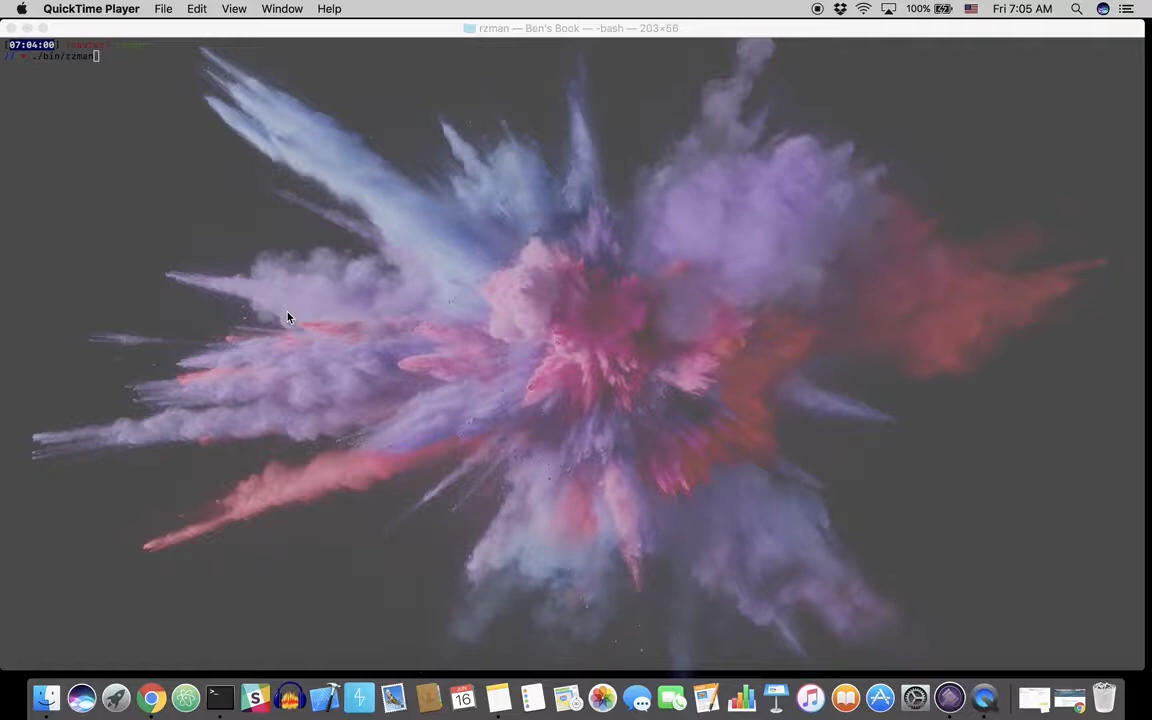 QuickTime Player File Edit View Window Help 100% Fri 7:05 AM
rzman — Ben's Book — -bash — 203×56
[07:04:00]
// ♥ ./bin/rzman
JUN
16